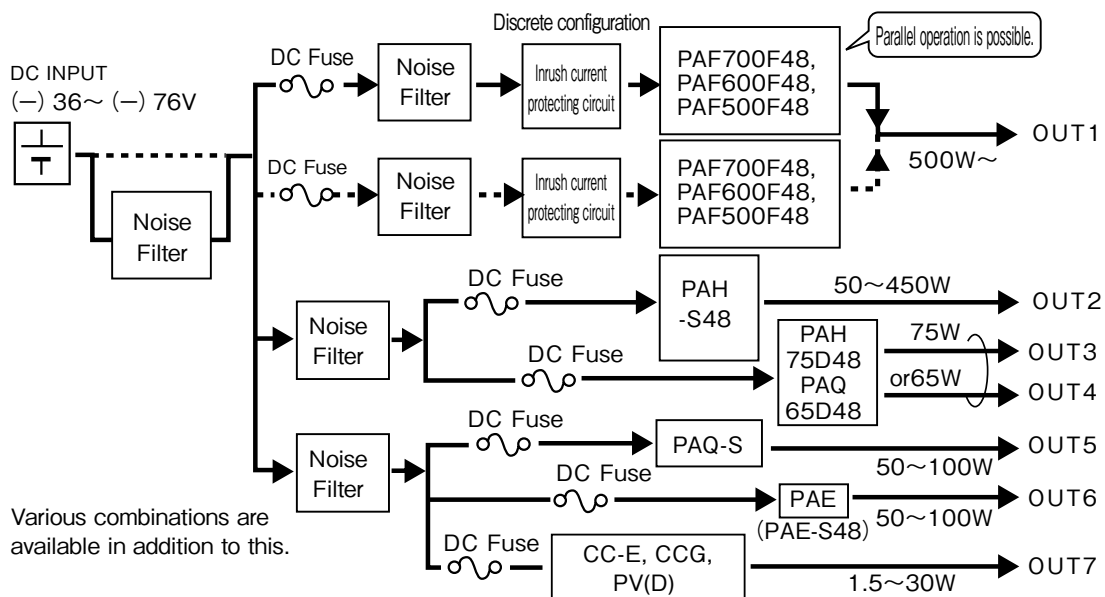 Discrete configuration
Parallel operation is possible.
DC INPUT
(−) 36～ (−) 76V
DC Fuse
Noise
Filter
Inrush current
protecting circuit
PAF700F48,
PAF600F48,
PAF500F48
OUT1
500W～
DC Fuse
Noise
Filter
Inrush current
protecting circuit
PAF700F48,
PAF600F48,
PAF500F48
Noise
Filter
Noise
Filter
DC Fuse
PAH
-S48
50～450W
OUT2
DC Fuse
PAH
75D48
PAQ
65D48
75W
OUT3
or65W
OUT4
Noise
Filter
DC Fuse
PAQ-S
OUT5
50～100W
DC Fuse
PAE
(PAE-S48)
OUT6
50～100W
DC Fuse
CC-E, CCG,
PV(D)
OUT7
1.5～30W
Various combinations are
available in addition to this.